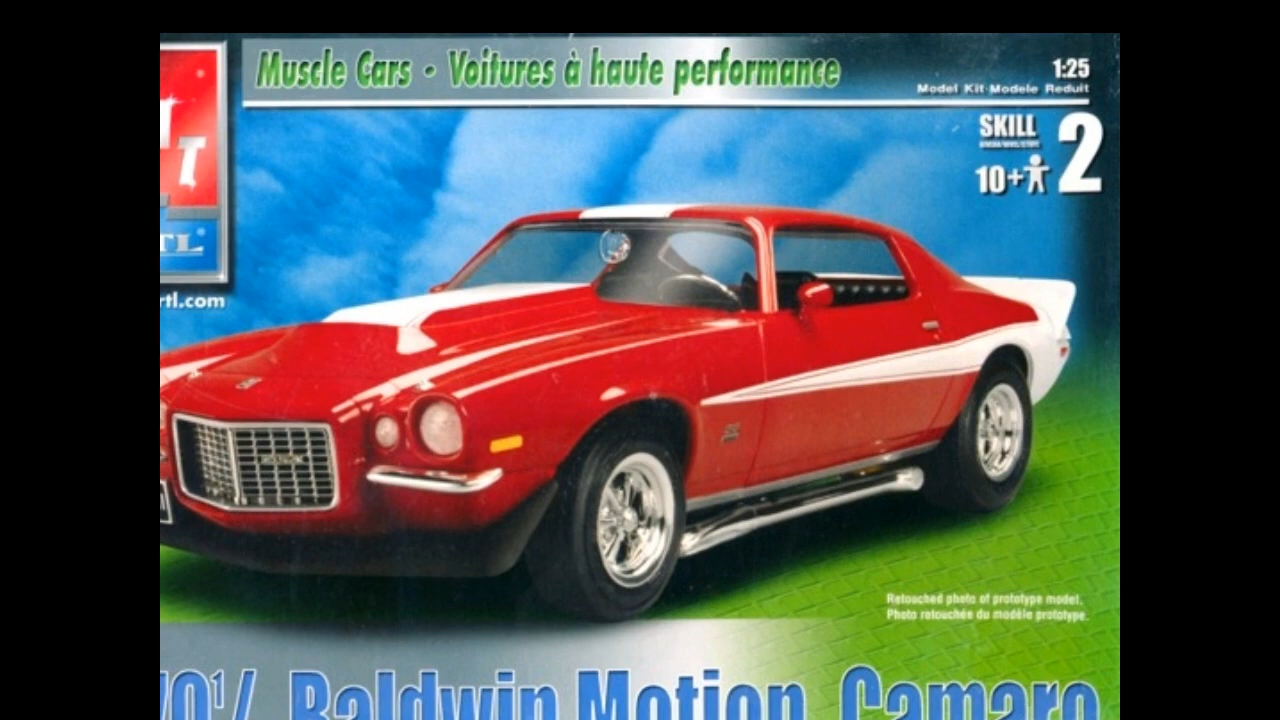 Muscle Cars • Voitures à haute performance
1:25
Model Kit·Modele Reduit
SKILL 2
10+
rtl.com
Retouched photo of prototype model.
Photo retouchée du modèle prototype.
Baldwin Motion Camaro